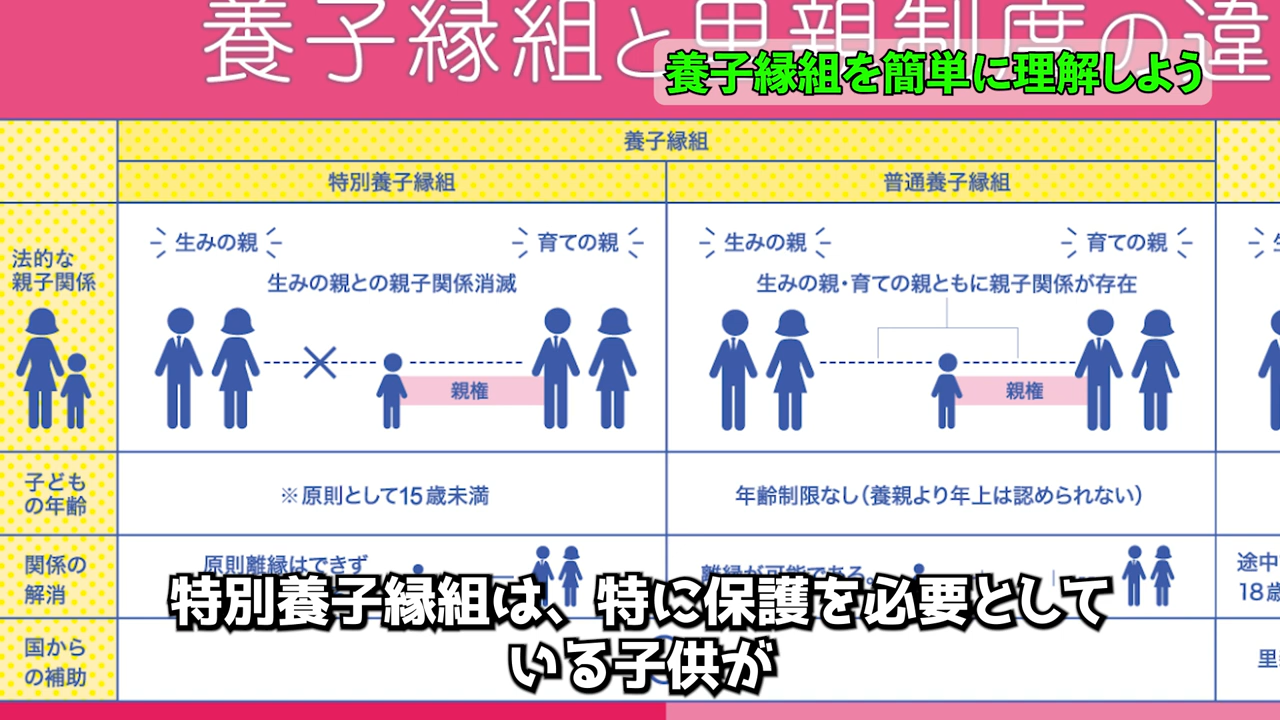 養子縁組と里親制度の違
養子縁組を簡単に理解しよう
養子縁組
特別養子縁組
普通養子縁組
法的な
親子関係
生みの親
育ての親
生みの親との親子関係消滅
親権
生みの親
育ての親
生みの親・育ての親ともに親子関係が存在
親権
子ども
の年齢
※原則として15歳未満
年齢制限なし(養親より年上は認められない)
関係の
解消
原則離縁はできず
離縁が可能である。
途中
18歳
国から
の補助
里
特別養子縁組は、特に保護を必要として
いる子供が